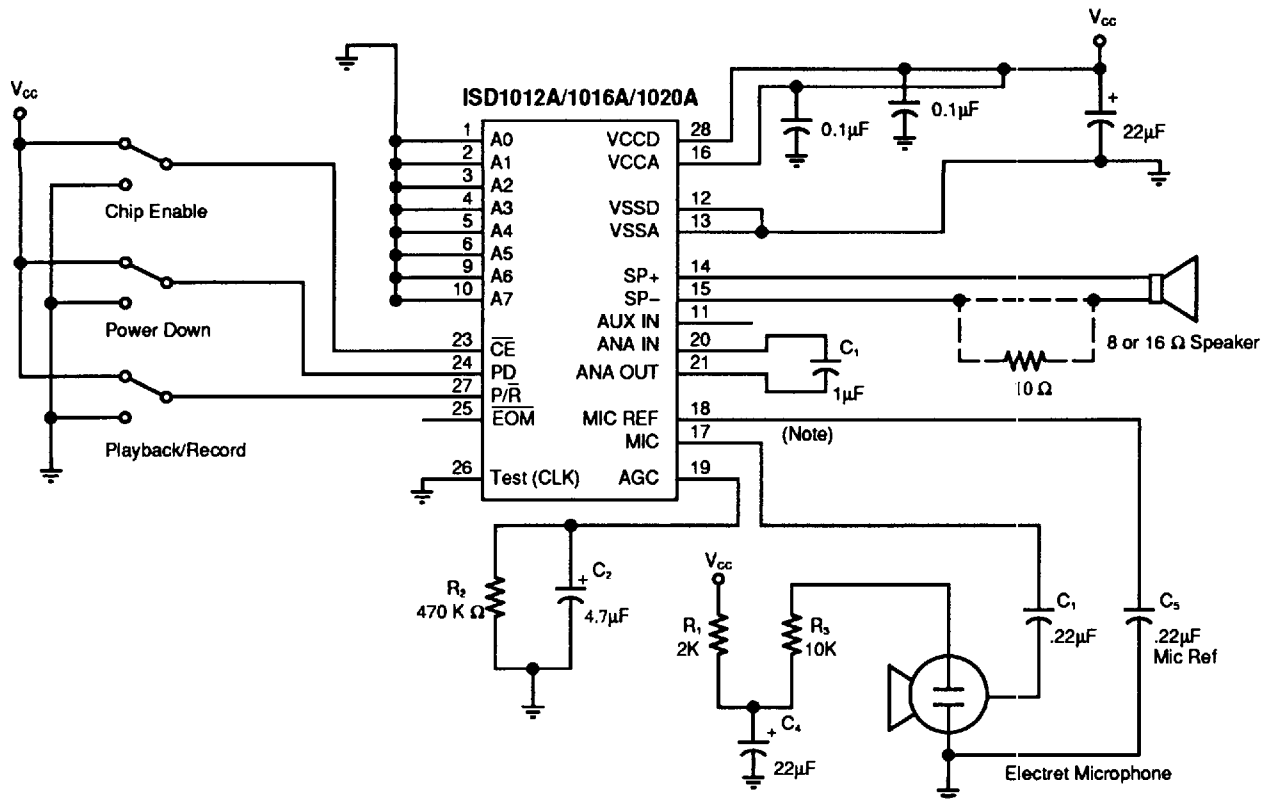 Vcc
Vcc
ISD1012A/1016A/1020A
0.1µF
0.1µF
+
22µF
Chip Enable
Power Down
Playback/Record
1 A0
2 A1
3 A2
4 A3
5 A4
6 A5
9 A6
10 A7
23 CE
24 PD
27 P/R
25 EOM
26 Test (CLK)
VCCD 28
VCCA 16
VSSD 12
VSSA 13
SP+ 14
SP– 15
AUX IN 11
ANA IN 20
ANA OUT 21
MIC REF 18
MIC 17
AGC 19
C₁
1µF
8 or 16 Ω Speaker
10 Ω
(Note)
R₂
470 K Ω
+ C₂
4.7µF
Vcc
R₁
2K
R₃
10K
+ C₄
22µF
C₁
.22µF
C₅
.22µF
Mic Ref
Electret Microphone